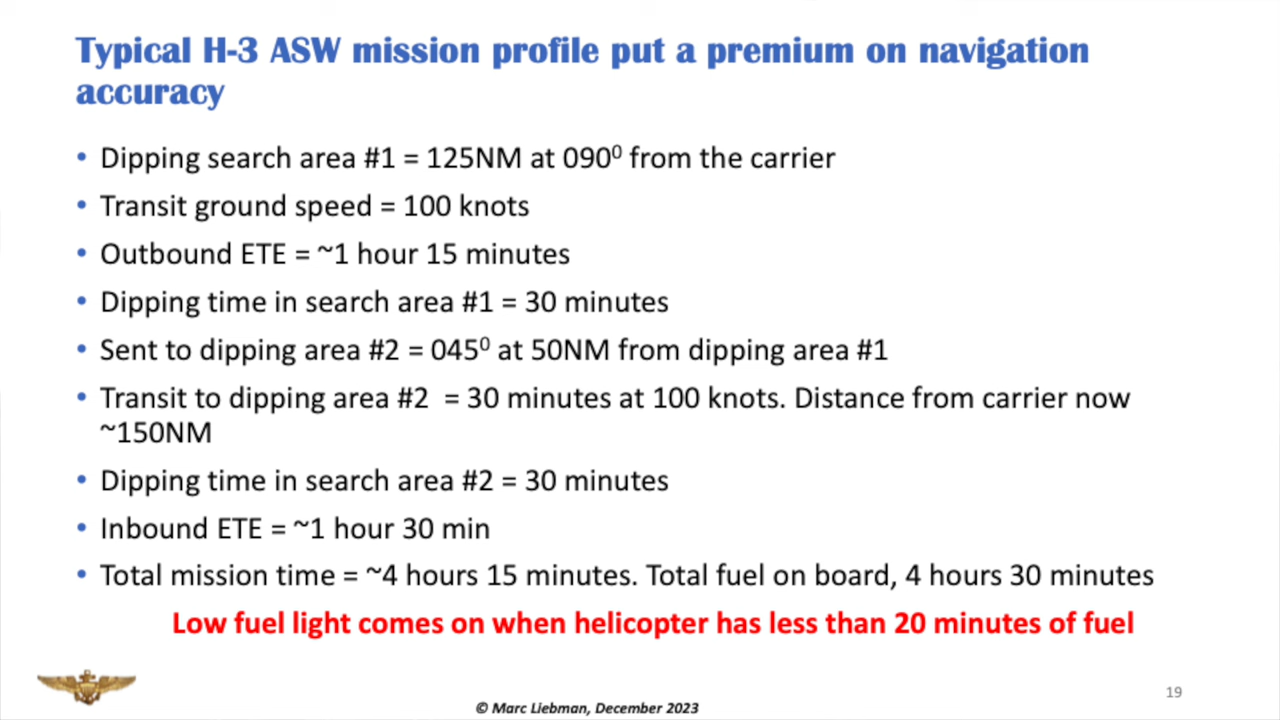 Typical H-3 ASW mission profile put a premium on navigation
accuracy
• Dipping search area #1 = 125NM at 090⁰ from the carrier
• Transit ground speed = 100 knots
• Outbound ETE = ~1 hour 15 minutes
• Dipping time in search area #1 = 30 minutes
• Sent to dipping area #2 = 045⁰ at 50NM from dipping area #1
• Transit to dipping area #2 = 30 minutes at 100 knots. Distance from carrier now
~150NM
• Dipping time in search area #2 = 30 minutes
• Inbound ETE = ~1 hour 30 min
• Total mission time = ~4 hours 15 minutes. Total fuel on board, 4 hours 30 minutes
Low fuel light comes on when helicopter has less than 20 minutes of fuel
19
© Marc Liebman, December 2023